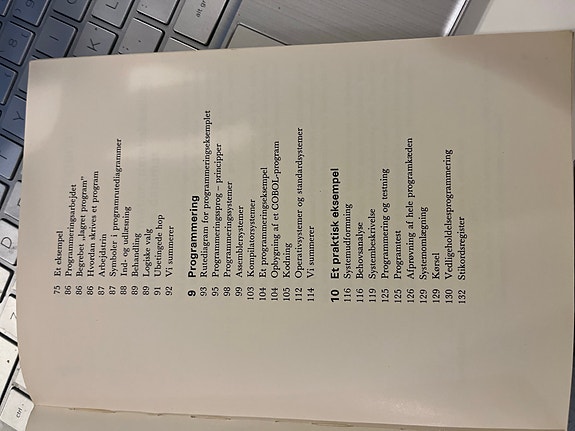 75 Et eksempel
86 Programmeringsarbejdet
86 Begrebet „lagret program”
86 Hvordan skrives et program
87 Arbejdstrin
87 Symboler i programrutediagrammer
88 Ind- og udlæsning
89 Behandling
89 Logiske valg
91 Ubetingede hop
92 Vi summerer
9 Programmering
93 Rutediagram for programmeringseksemplet
95 Programmeringssprog – principper
98 Programmeringssystemer
99 Assemblersystemer
103 Kompilatorsystemer
104 Et programmeringseksempel
104 Opbygning af et COBOL-program
105 Kodning
112 Operativsystemer og standardsystemer
114 Vi summerer
10 Et praktisk eksempel
116 Systemudformning
116 Behovsanalyse
119 Systembeskrivelse
125 Programmering og testning
125 Programtest
126 Afprøvning af hele programkæden
129 Systemomlægning
129 Kørsel
130 Vedligeholdelsesprogrammering
132 Stikordsregister
ctrl
alt gr
K
L